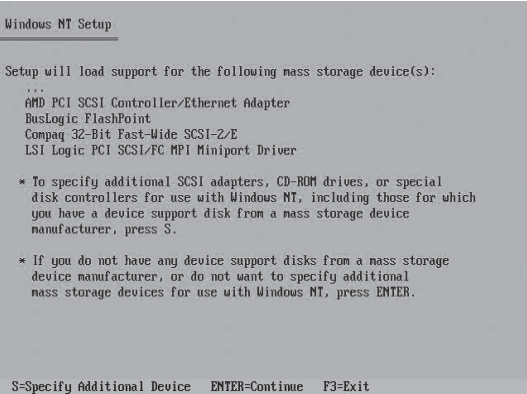 Windows NT Setup
Setup will load support for the following mass storage device(s):
...
AMD PCI SCSI Controller/Ethernet Adapter
BusLogic FlashPoint
Compaq 32-Bit Fast-Wide SCSI-2/E
LSI Logic PCI SCSI/FC MPI Miniport Driver
* To specify additional SCSI adapters, CD-ROM drives, or special
disk controllers for use with Windows NT, including those for which
you have a device support disk from a mass storage device
manufacturer, press S.
* If you do not have any device support disks from a mass storage
device manufacturer, or do not want to specify additional
mass storage devices for use with Windows NT, press ENTER.
S=Specify Additional Device ENTER=Continue F3=Exit